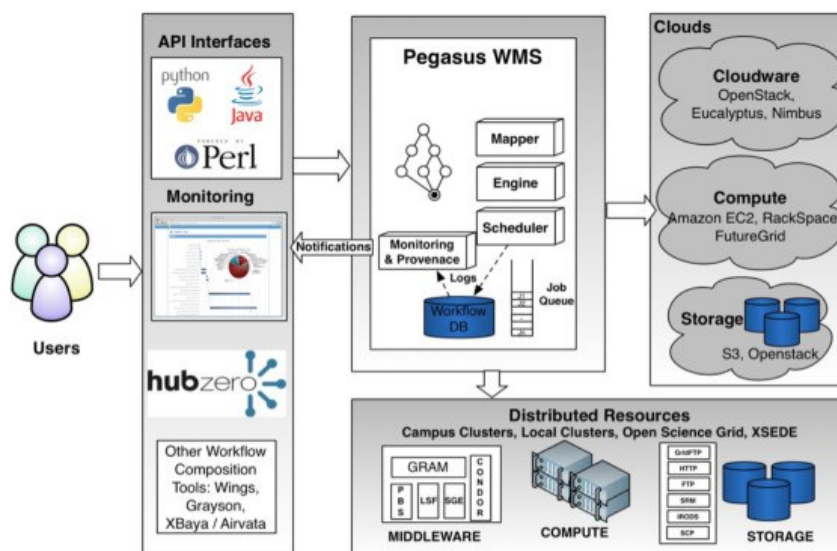 API Interfaces
python
Java
POWERED BY
Perl
Monitoring
Users
hubzero
Other Workflow
Composition
Tools: Wings,
Grayson,
XBaya / Airvata
Pegasus WMS
Mapper
Engine
Scheduler
Notifications
Monitoring
& Provenace
Logs
Workflow
DB
Job
Queue
Clouds
Cloudware
OpenStack,
Eucalyptus, Nimbus
Compute
Amazon EC2, RackSpace
FutureGrid
Storage
S3, Openstack
Distributed Resources
Campus Clusters, Local Clusters, Open Science Grid, XSEDE
GRAM
PBS
LSF
SGE
CONDOR
MIDDLEWARE
COMPUTE
GridFTP
HTTP
FTP
SRM
IRODS
SCP
STORAGE